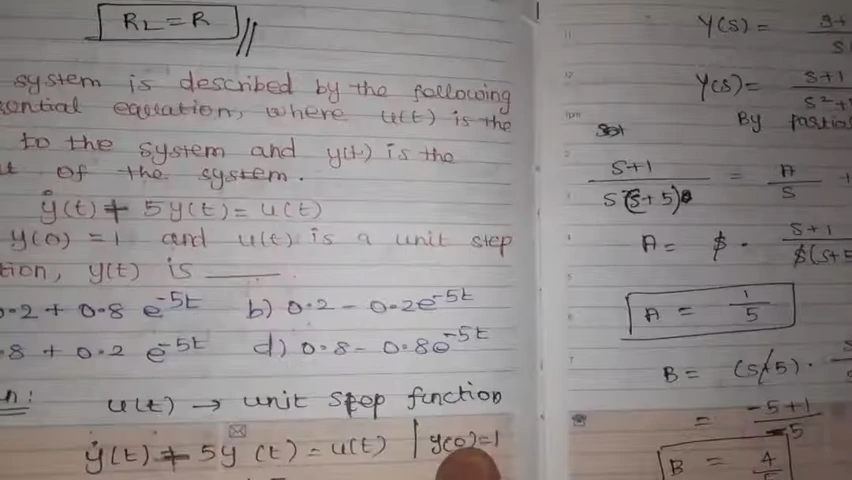 RL = R
system is described by the following
equation, where u(t) is the
to the system and y(t) is the
of the system.
ẏ(t) + 5y(t) = u(t)
y(0) = 1 and u(t) is a unit step
y(t) is ____
0.2 + 0.8 e^-5t b) 0.2 - 0.2e^-5t
8 + 0.2 e^-5t d) 0.8 - 0.8e^-5t
u(t) → unit step function
ẏ(t) + 5y(t) = u(t) | y(0) = 1
Y(S) =
Y(S) = S+1
By partial
S+1 / S(S+5) = A / S +
A = $ · S+1 / $(S+5
A = 1/5
B = (S/+5) ·
= -5+1 / -5
B = 4